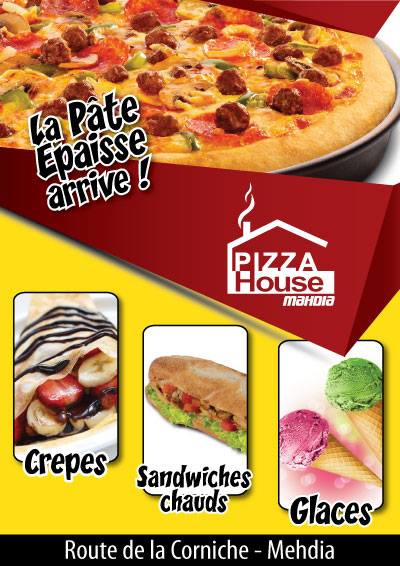 La Pâte
Epaisse
arrive !
PIZZA
House
MAHDIA
Crepes
Sandwiches
chauds
Glaces
Route de la Corniche - Mehdia